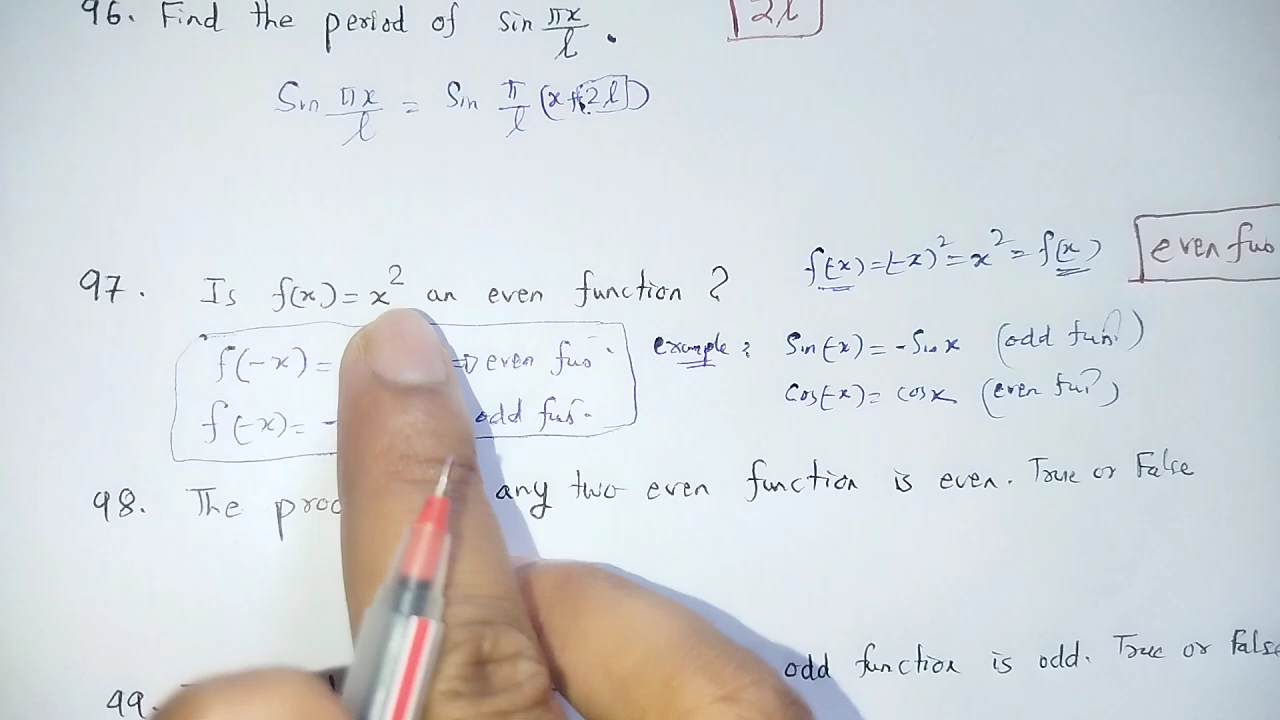 96. Find the period of sin πx/l. 2l
Sin πx/l = Sin π/l (x+2l)
97. Is f(x) = x² an even function ?
f(-x) = (-x)² = x² = f(x)
even fun
f(-x) = ⇒ even fun.
f(-x) = - odd fun.
example : Sin(-x) = -Sin x (odd fun)
Cos(-x) = cos x (even fun)
98. The any two even function is even. True or False
99. odd function is odd. True or False